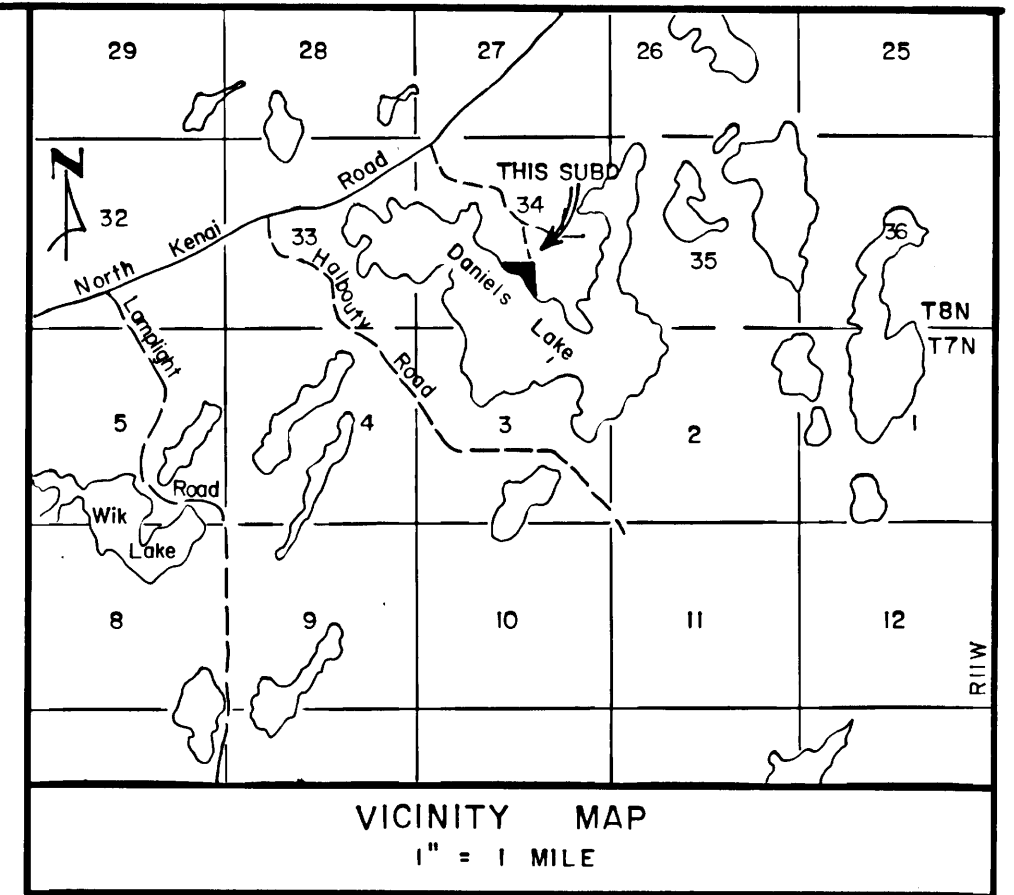 29 28 27 26 25
THIS SUBD
N
32 33 34 35 36
North Kenai Road
Halbouty Road
Daniels Lake
Lamplight Road
T8N
T7N
5 4 3 2 1
Wik Lake
8 9 10 11 12
R11W
VICINITY MAP
1" = 1 MILE